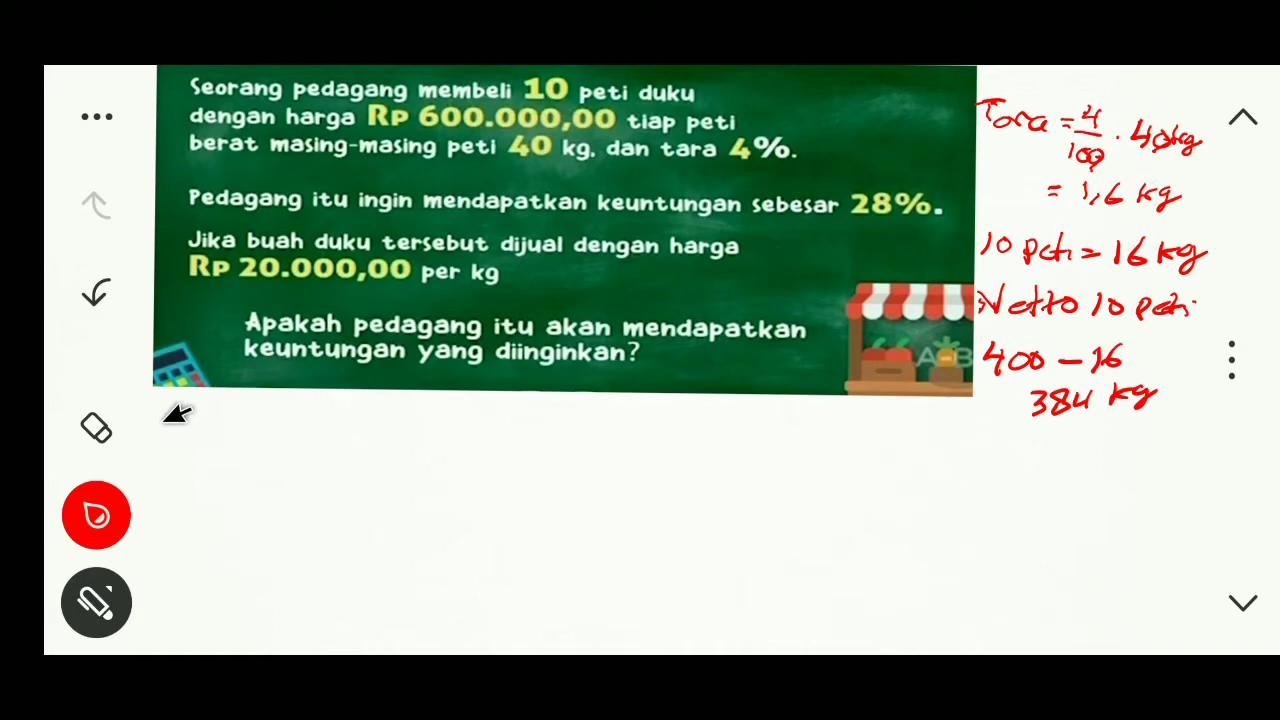 Seorang pedagang membeli 10 peti duku
dengan harga Rp 600.000,00 tiap peti
berat masing-masing peti 40 kg, dan tara 4%.
Pedagang itu ingin mendapatkan keuntungan sebesar 28%.
Jika buah duku tersebut dijual dengan harga
Rp 20.000,00 per kg
Apakah pedagang itu akan mendapatkan
keuntungan yang diinginkan?
Tara = 4/100 . 40kg
= 1,6 kg
10 peti = 16 kg
Netto 10 peti
400 - 16
384 kg